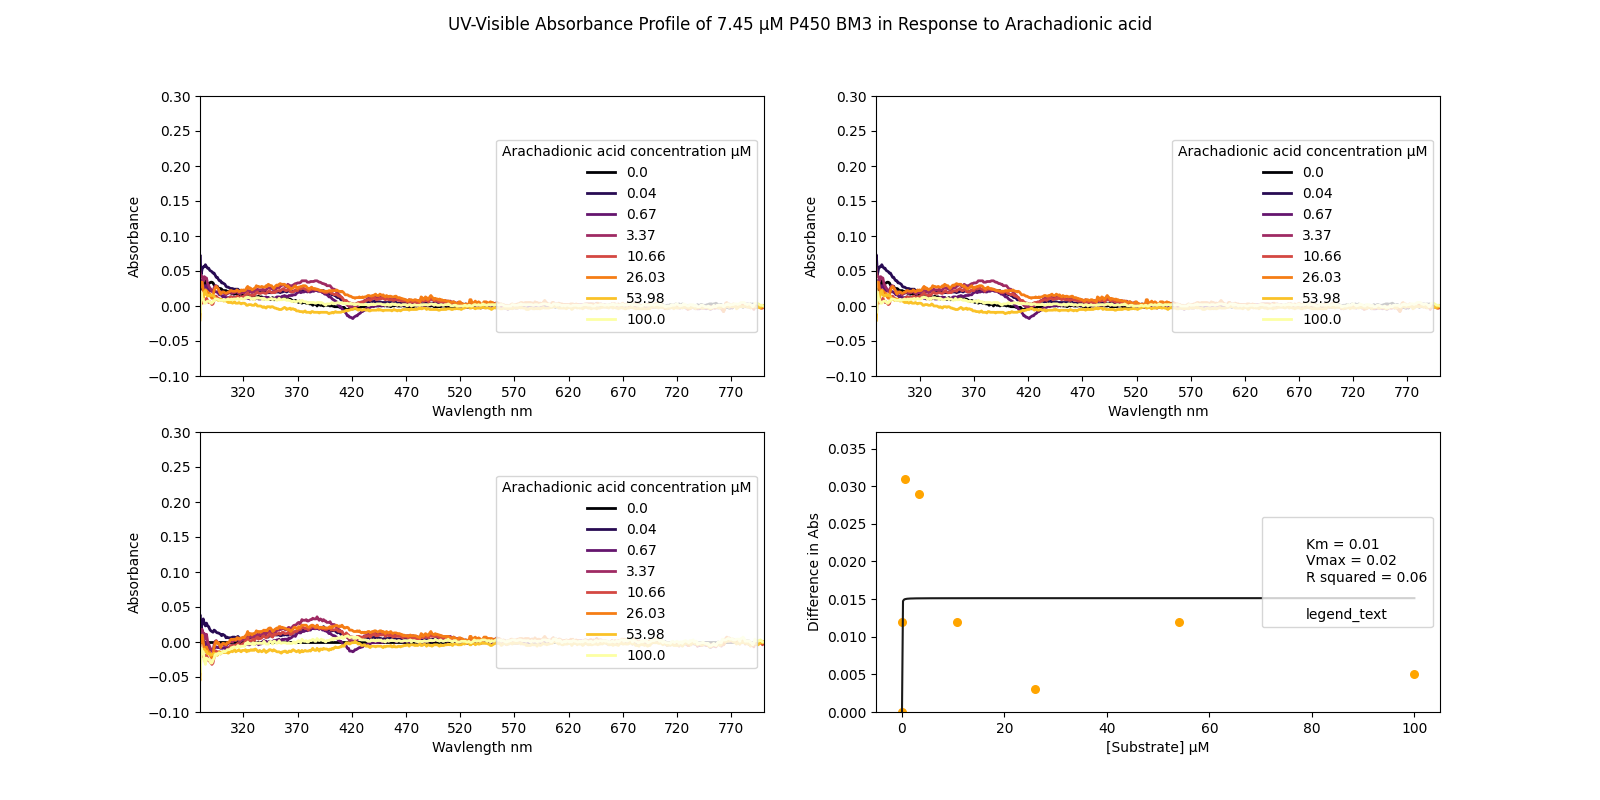 UV-Visible Absorbance Profile of 7.45 µM P450 BM3 in Response to Arachadionic acid
0.30
0.25
0.20
0.15
0.10
0.05
0.00
−0.05
−0.10
Absorbance
Arachadionic acid concentration µM
0.0
0.04
0.67
3.37
10.66
26.03
53.98
100.0
320 370 420 470 520 570 620 670 720 770
Wavlength nm
0.30
0.25
0.20
0.15
0.10
0.05
0.00
−0.05
−0.10
Absorbance
Arachadionic acid concentration µM
0.0
0.04
0.67
3.37
10.66
26.03
53.98
100.0
320 370 420 470 520 570 620 670 720 770
Wavlength nm
0.30
0.25
0.20
0.15
0.10
0.05
0.00
−0.05
−0.10
Absorbance
Arachadionic acid concentration µM
0.0
0.04
0.67
3.37
10.66
26.03
53.98
100.0
320 370 420 470 520 570 620 670 720 770
Wavlength nm
0.035
0.030
0.025
0.020
0.015
0.010
0.005
0.000
Difference in Abs
Km = 0.01
Vmax = 0.02
R squared = 0.06
legend_text
0 20 40 60 80 100
[Substrate] µM